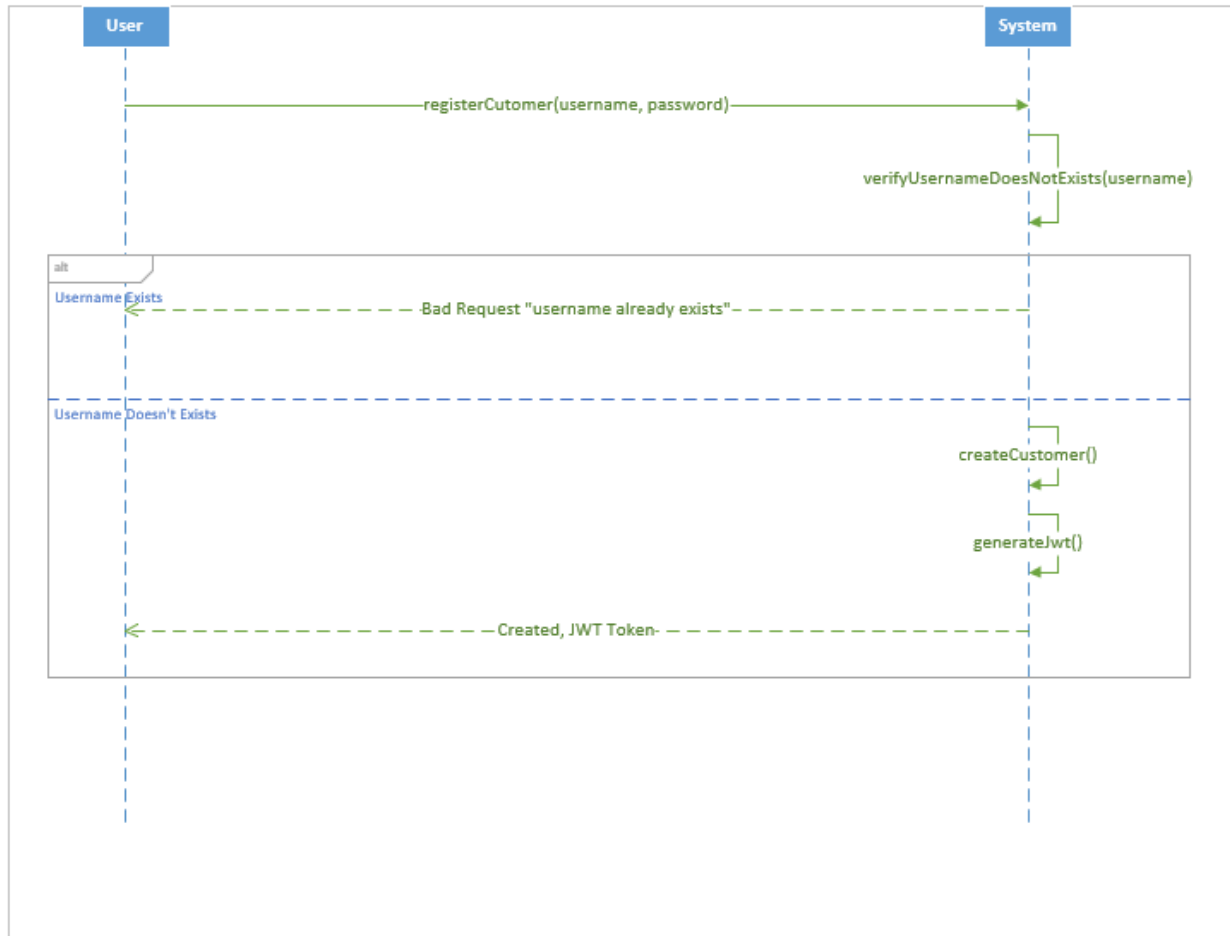 User
System
registerCutomer(username, password)
verifyUsernameDoesNotExists(username)
alt
Username Exists
Bad Request "username already exists"
Username Doesn't Exists
createCustomer()
generateJwt()
Created, JWT Token